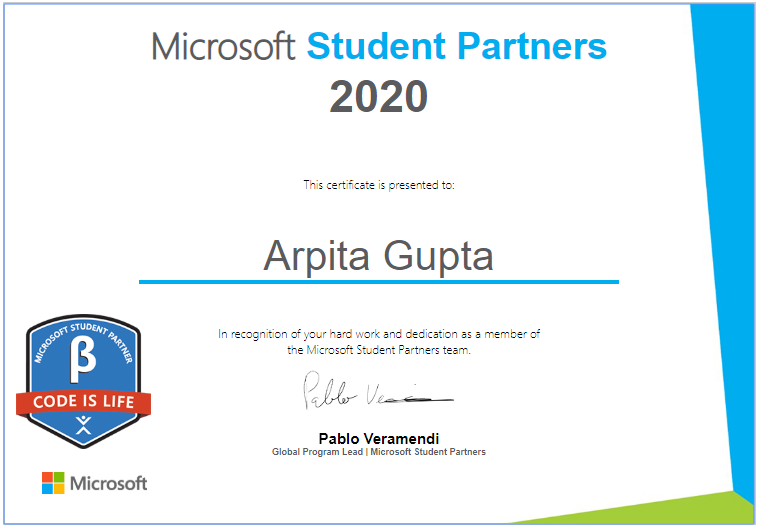 Microsoft Student Partners
2020
This certificate is presented to:
Arpita Gupta
In recognition of your hard work and dedication as a member of
the Microsoft Student Partners team.
Pablo Veramendi
Global Program Lead | Microsoft Student Partners
MICROSOFT STUDENT PARTNER
β
CODE IS LIFE
Microsoft